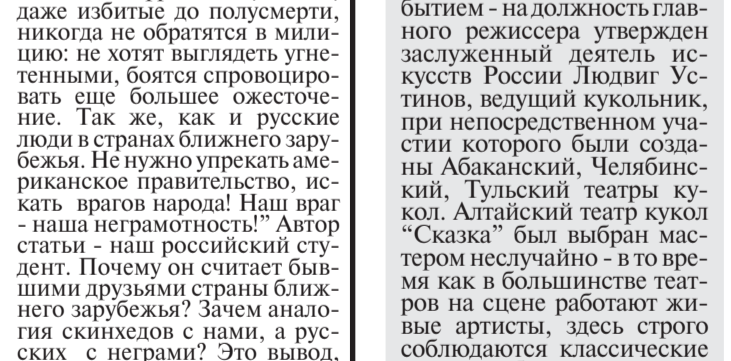 даже избитые до полусмерти,
никогда не обратятся в мили-
цию: не хотят выглядеть угне-
тенными, боятся спровоциро-
вать еще большее ожесточе-
ние. Так же, как и русские
люди в странах ближнего зару-
бежья. Не нужно упрекать аме-
риканское правительство, ис-
кать врагов народа! Наш враг
- наша неграмотность!” Автор
статьи - наш российский сту-
дент. Почему он считает быв-
шими друзьями страны ближ-
него зарубежья? Зачем анало-
гия скинхедов с нами, а рус-
ских с неграми? Это вывод,
бытием - на должность глав-
ного режиссера утвержден
заслуженный деятель ис-
кусств России Людвиг Ус-
тинов, ведущий кукольник,
при непосредственном уча-
стии которого были созда-
ны Абаканский, Челябинс-
кий, Тульский театры ку-
кол. Алтайский театр кукол
“Сказка” был выбран мас-
тером неслучайно - в то вре-
мя как в большинстве теат-
ров на сцене работают жи-
вые артисты, здесь строго
соблюдаются классические